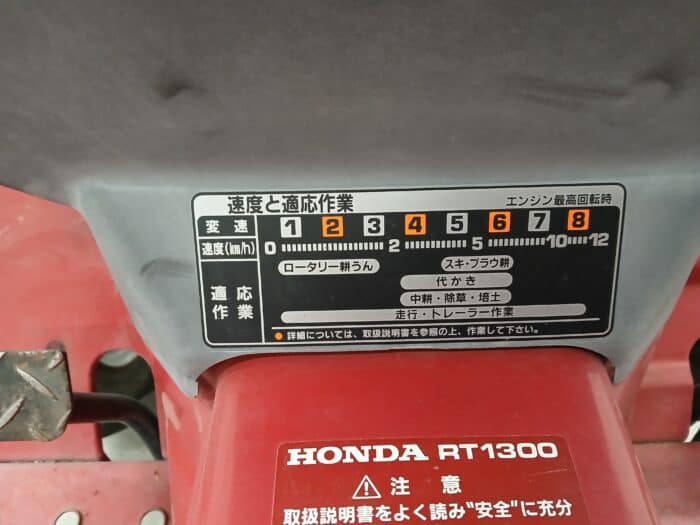 速度と適応作業 エンジン最高回転時
変速 1 2 3 4 5 6 7 8
速度(km/h) 0 2 5 10 12
適応作業 ロータリー耕うん スキ・プラウ耕
代かき
中耕・除草・培土
走行・トレーラー作業
●詳細については、取扱説明書を参照の上、作業して下さい。
HONDA RT1300
⚠注意
取扱説明書をよく読み"安全"に充分